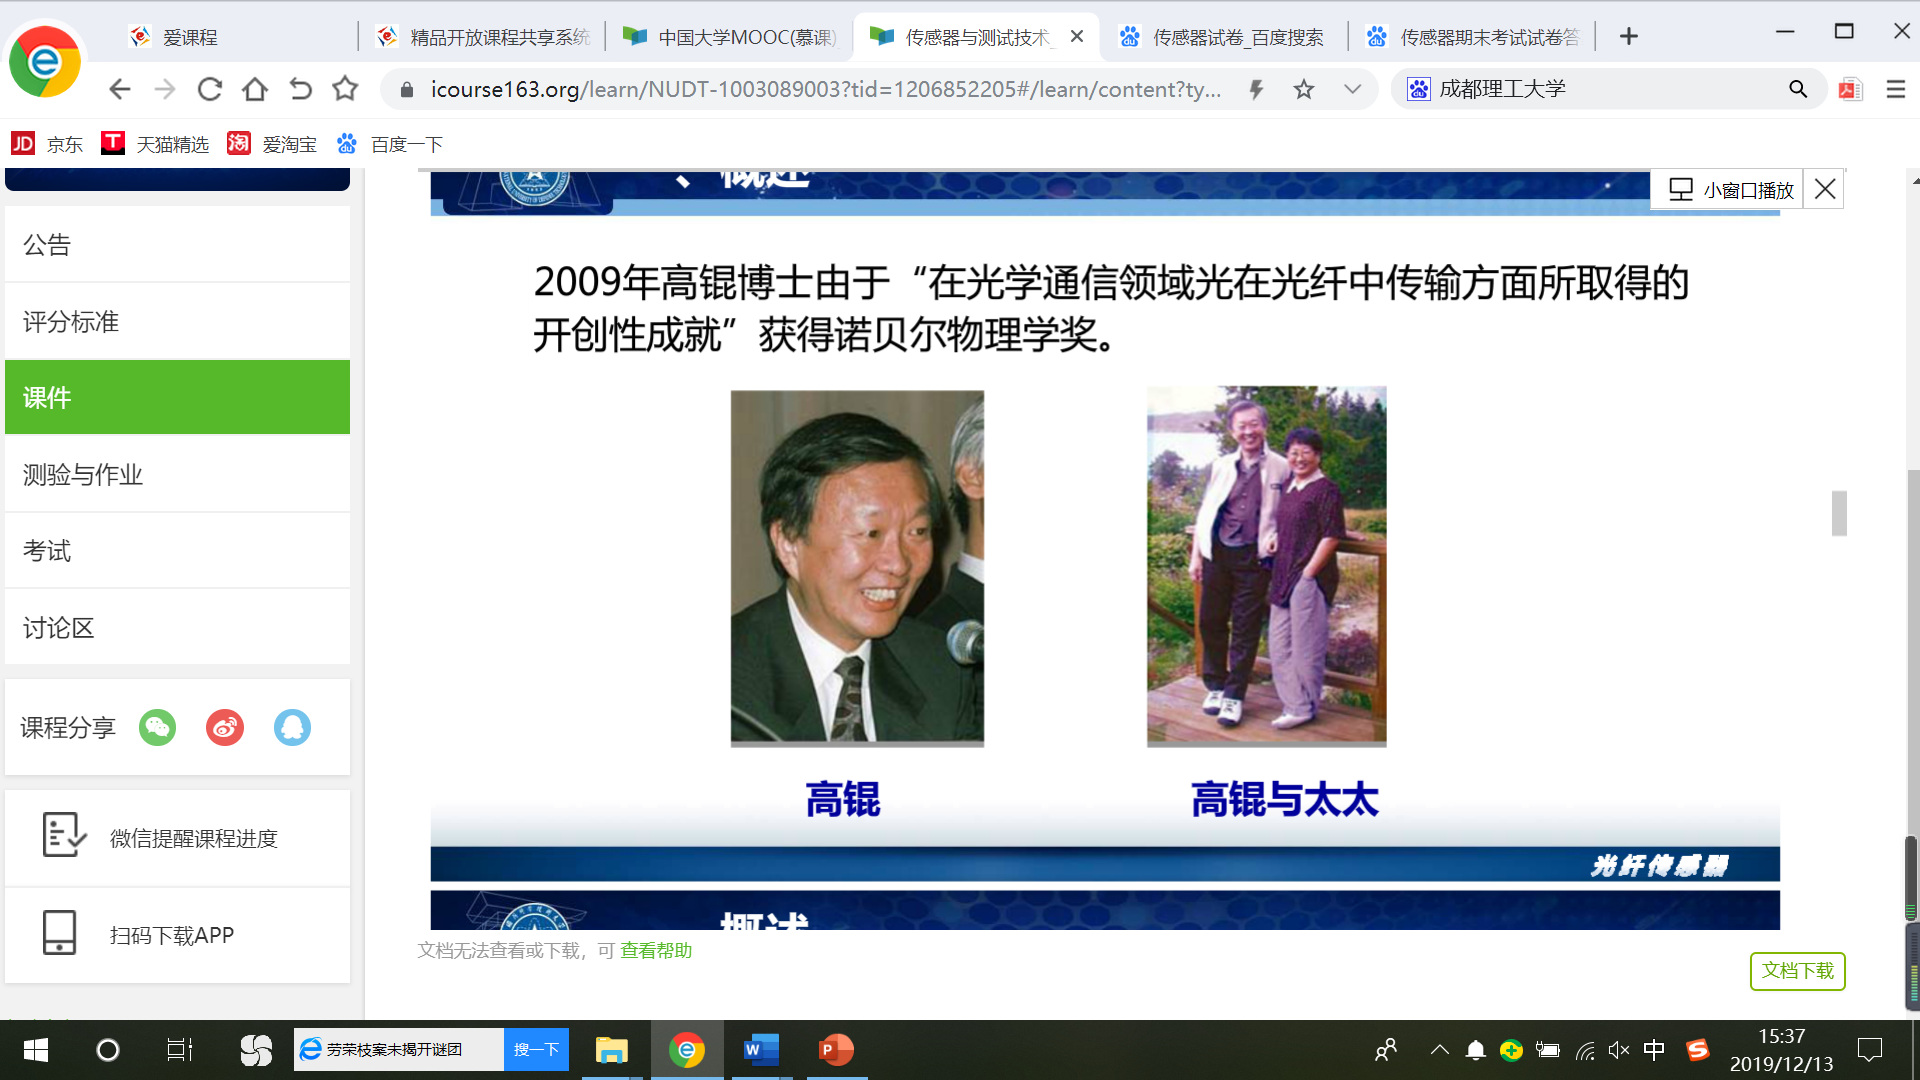 爱课程
精品开放课程共享系统
中国大学MOOC(慕课)
传感器与测试技术_
传感器试卷_百度搜索
传感器期末考试试卷答
icourse163.org/learn/NUDT-1003089003?tid=1206852205#/learn/content?ty...
成都理工大学
JD 京东
T 天猫精选
淘 爱淘宝
du 百度一下
小窗口播放
公告
评分标准
课件
测验与作业
考试
讨论区
课程分享
微信提醒课程进度
扫码下载APP
、概述
2009年高锟博士由于“在光学通信领域光在光纤中传输方面所取得的
开创性成就”获得诺贝尔物理学奖。
高锟
高锟与太太
光纤传感器
概述
文档无法查看或下载，可 查看帮助
文档下载
劳荣枝案未揭开谜团
搜一下
中
15:37
2019/12/13